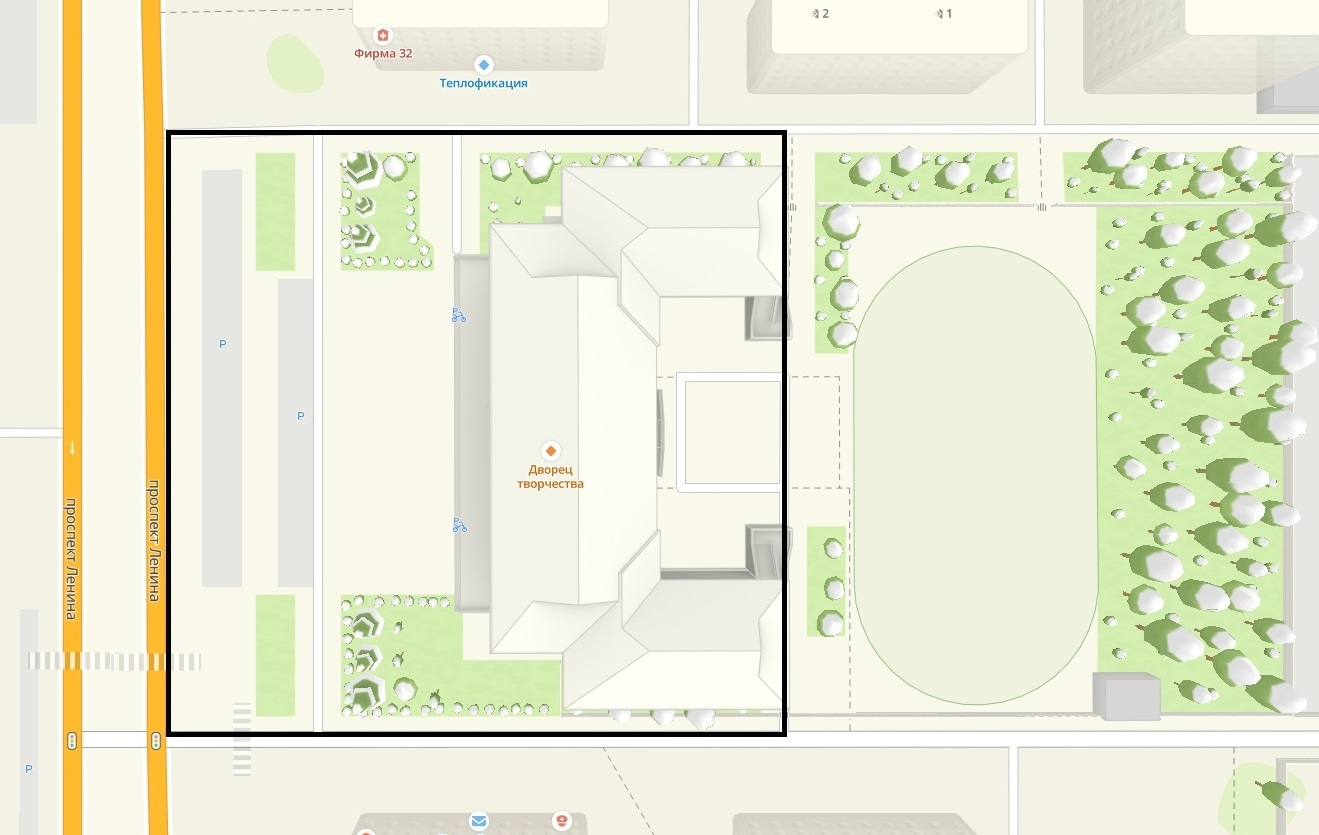 2
1
Фирма 32
Теплофикация
P
P
P
P
Дворец
творчества
проспект Ленина
проспект Ленина
P